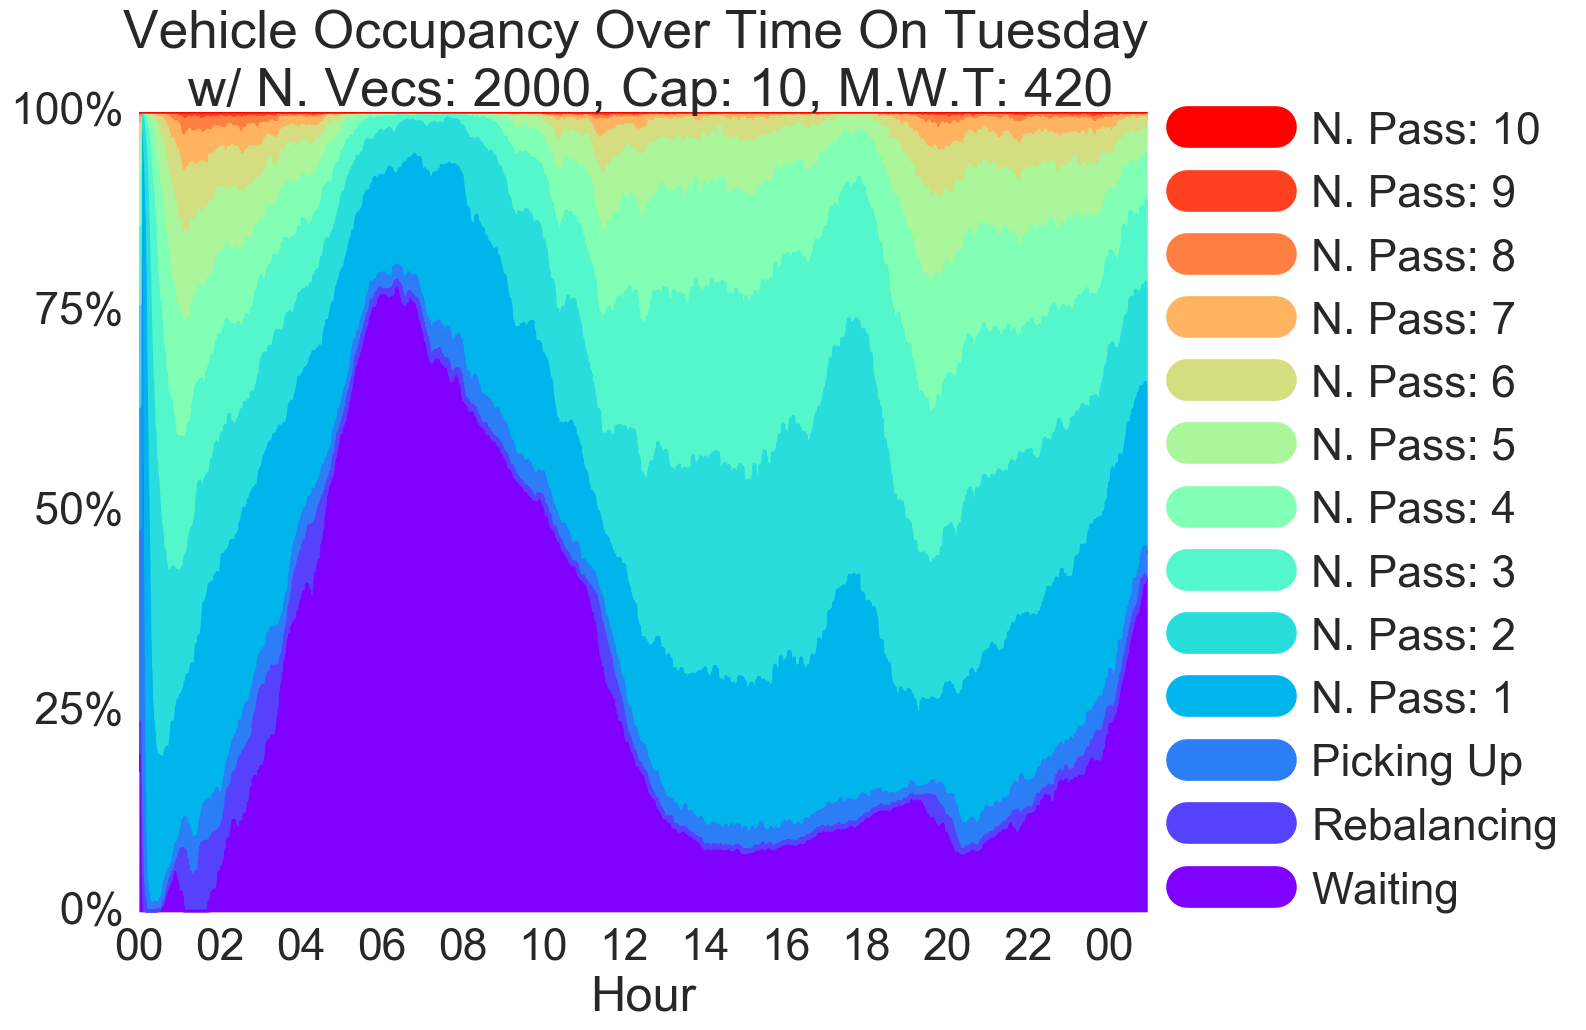 Vehicle Occupancy Over Time On Tuesday
w/ N. Vecs: 2000, Cap: 10, M.W.T: 420
100%
75%
50%
25%
0%
00 02 04 06 08 10 12 14 16 18 20 22 00
Hour
N. Pass: 10
N. Pass: 9
N. Pass: 8
N. Pass: 7
N. Pass: 6
N. Pass: 5
N. Pass: 4
N. Pass: 3
N. Pass: 2
N. Pass: 1
Picking Up
Rebalancing
Waiting